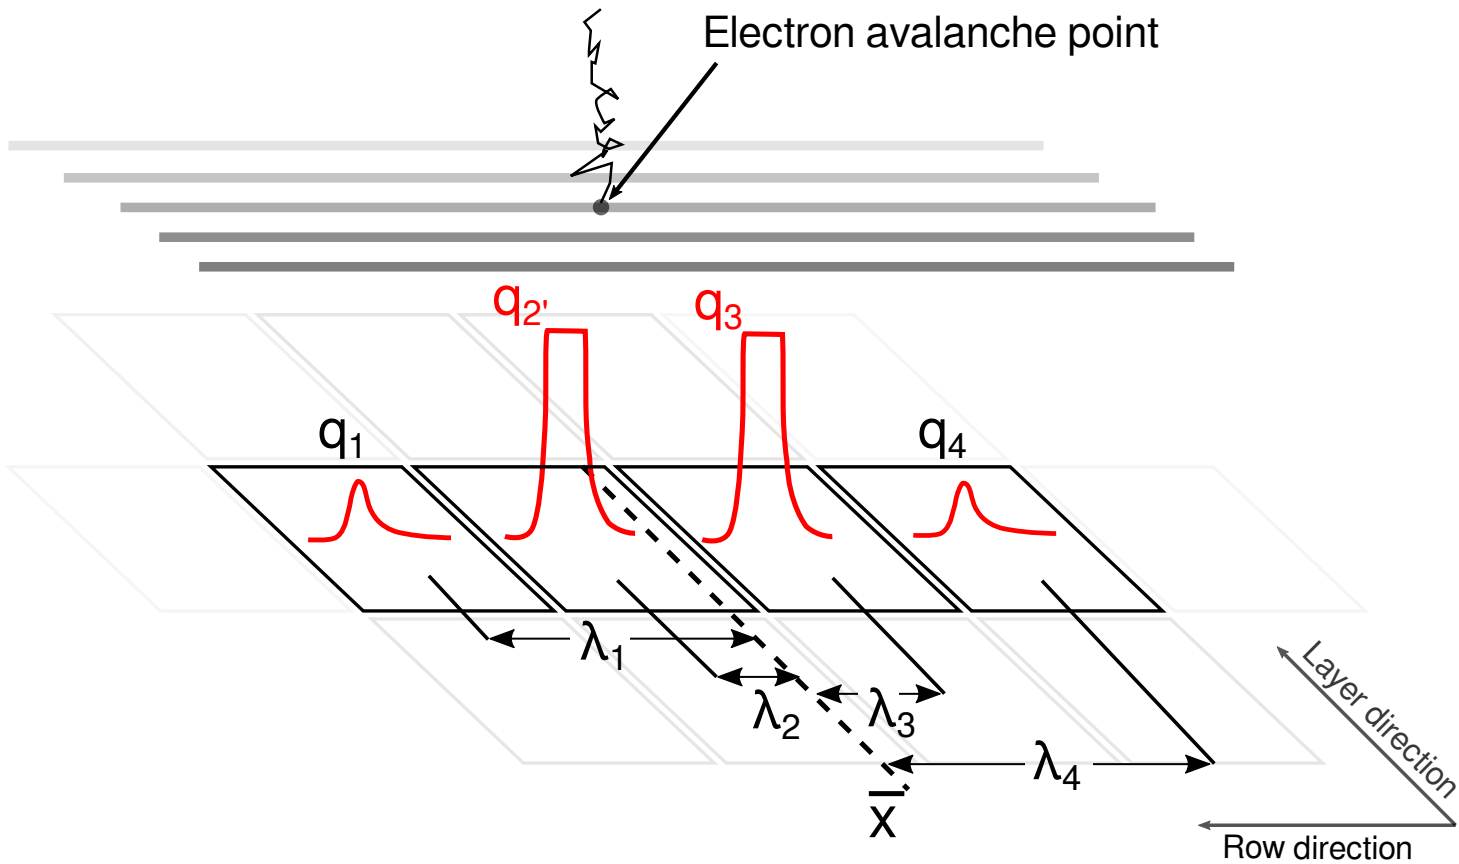 Electron avalanche point
q2'
q3
q1
q4
λ1
λ2
λ3
λ4
x̅
Layer direction
Row direction